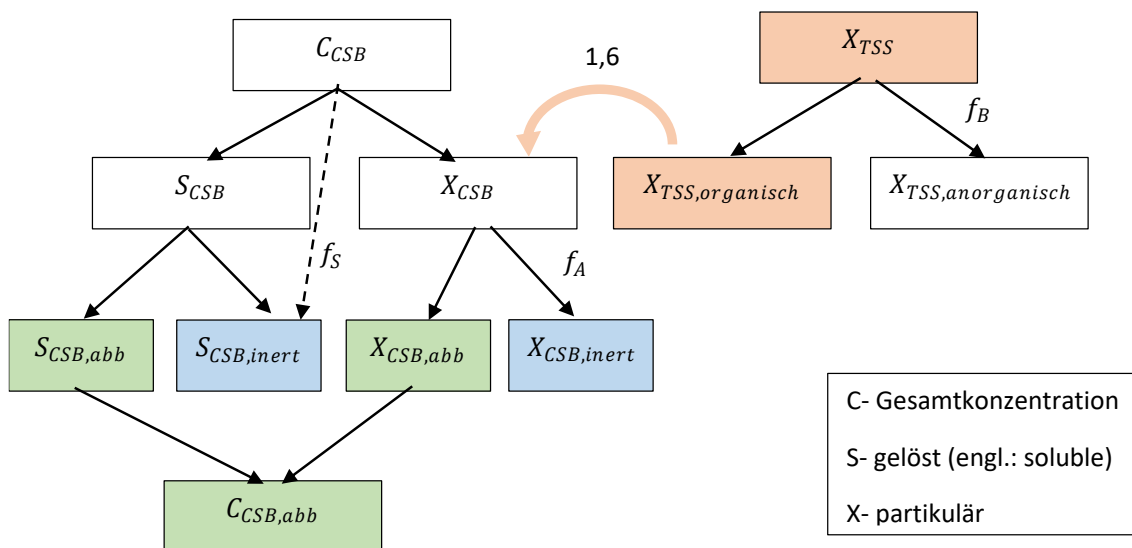 C_CSB
X_TSS
1,6
f_B
S_CSB
X_CSB
X_TSS,organisch
X_TSS,anorganisch
f_S
f_A
S_CSB,abb
S_CSB,inert
X_CSB,abb
X_CSB,inert
C_CSB,abb
C- Gesamtkonzentration
S- gelöst (engl.: soluble)
X- partikulär